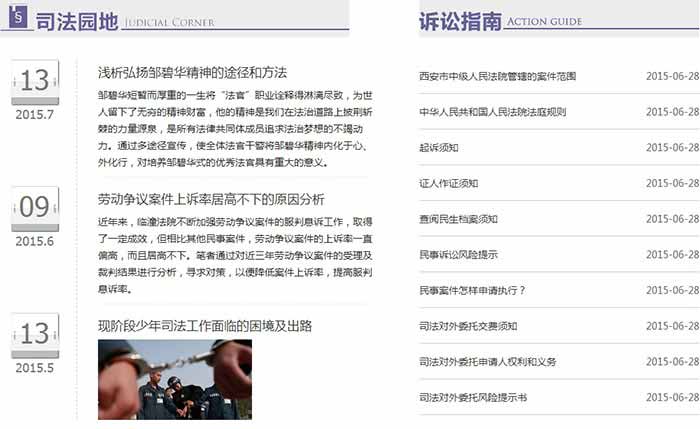 § 司法园地 JUDICIAL CORNER
13
2015.7
浅析弘扬邹碧华精神的途径和方法
邹碧华短暂而厚重的一生将“法官”职业诠释得淋漓尽致，为世
人留下了无穷的精神财富，他的精神是我们在法治道路上披荆斩
棘的力量源泉，是所有法律共同体成员追求法治梦想的不竭动
力。通过多途径宣传，使全体法官干警将邹碧华精神内化于心、
外化行，对培养邹碧华式的优秀法官具有重大的意义。
09
2015.6
劳动争议案件上诉率居高不下的原因分析
近年来，临潼法院不断加强劳动争议案件的服判息诉工作，取得
了一定成效，但相比其他民事案件，劳动争议案件的上诉率一直
偏高，而且居高不下。笔者通过对近三年劳动争议案件的受理及
裁判结果进行分析，寻求对策，以便降低案件上诉率，提高服判
息诉率。
13
2015.5
现阶段少年司法工作面临的困境及出路
诉讼指南 ACTION GUIDE
西安市中级人民法院管辖的案件范围 2015-06-28
中华人民共和国人民法院法庭规则 2015-06-28
起诉须知 2015-06-28
证人作证须知 2015-06-28
查阅民生档案须知 2015-06-28
民事诉讼风险提示 2015-06-28
民事案件怎样申请执行？ 2015-06-28
司法对外委托交费须知 2015-06-28
司法对外委托申请人权利和义务 2015-06-28
司法对外委托风险提示书 2015-06-28